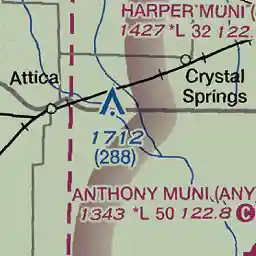 HARPER MUNI (
1427 *L 32 122.
Attica
Crystal
Springs
1712
(288)
ANTHONY MUNI (ANY)
1343 *L 50 122.8 C